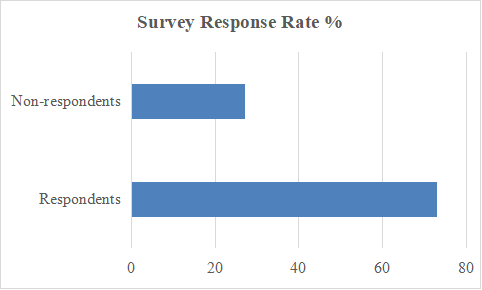 Survey Response Rate %
Non-respondents
Respondents
0 20 40 60 80